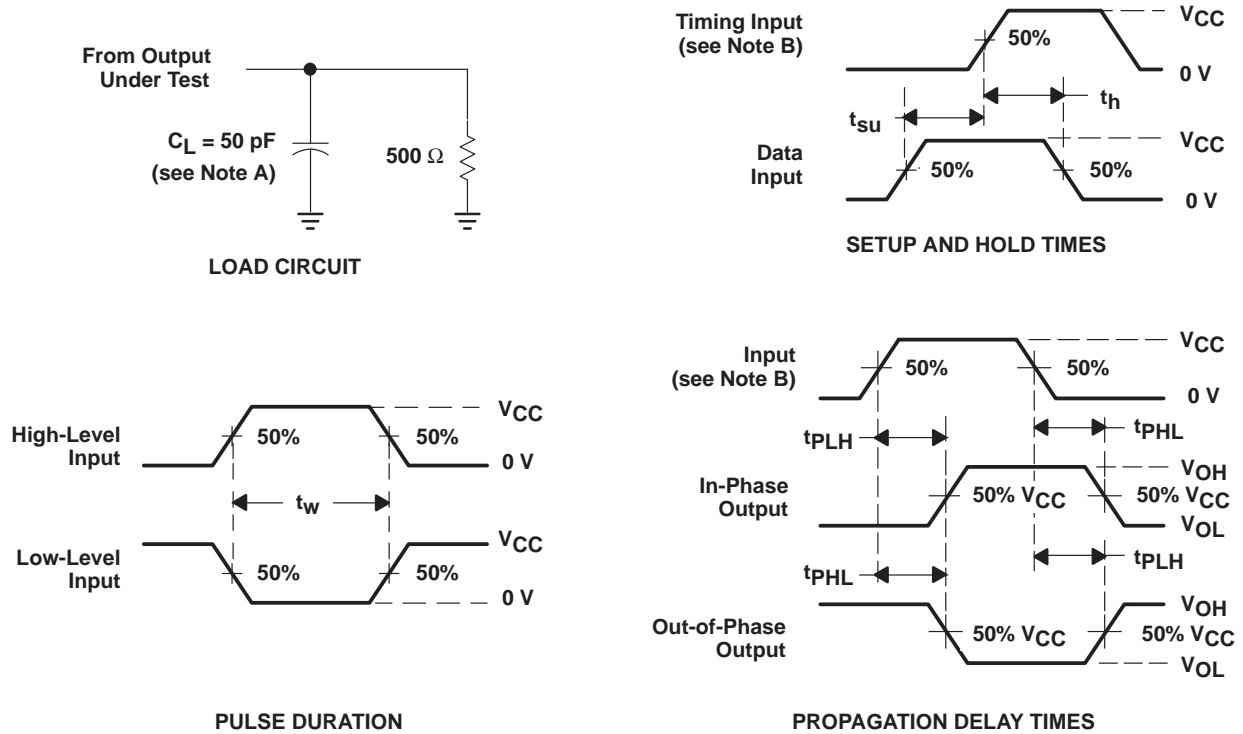 From Output
Under Test
CL = 50 pF
(see Note A)
500 Ω
LOAD CIRCUIT
Timing Input
(see Note B)
50%
VCC
0 V
tsu
th
Data
Input
50%
50%
VCC
0 V
SETUP AND HOLD TIMES
High-Level
Input
50%
50%
VCC
0 V
tw
Low-Level
Input
50%
50%
VCC
0 V
PULSE DURATION
Input
(see Note B)
50%
50%
VCC
0 V
tPLH
tPHL
In-Phase
Output
50% VCC
50% VCC
VOH
VOL
tPHL
tPLH
Out-of-Phase
Output
50% VCC
50% VCC
VOH
VOL
PROPAGATION DELAY TIMES